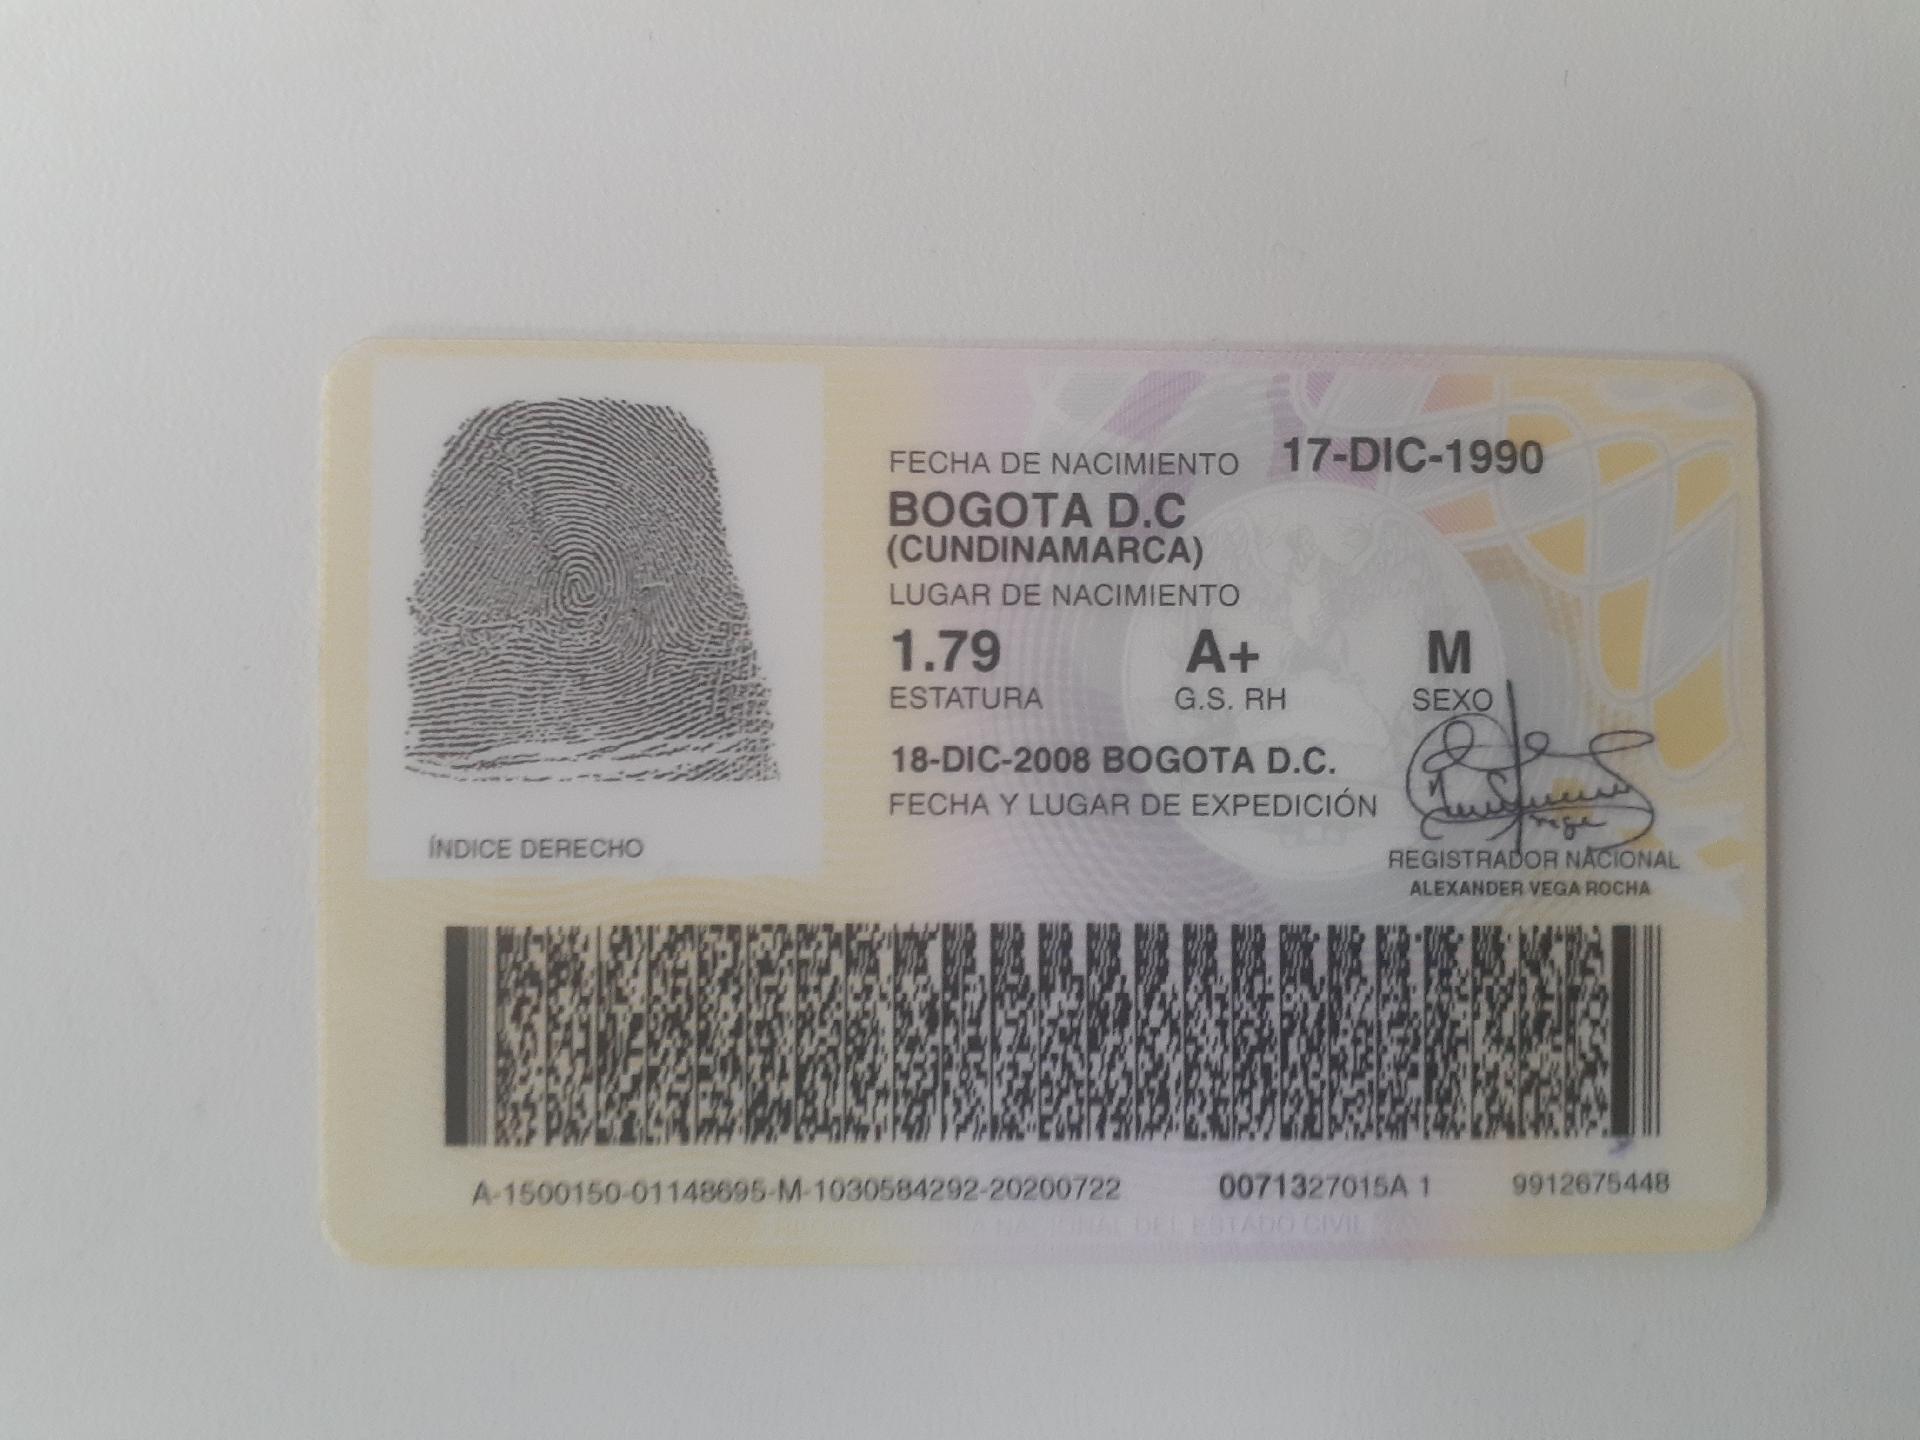 FECHA DE NACIMIENTO 17-DIC-1990
BOGOTA D.C
(CUNDINAMARCA)
LUGAR DE NACIMIENTO
1.79 A+ M
ESTATURA G.S. RH SEXO
18-DIC-2008 BOGOTA D.C.
FECHA Y LUGAR DE EXPEDICIÓN
ÍNDICE DERECHO
REGISTRADOR NACIONAL
ALEXANDER VEGA ROCHA
A-1500150-01148695-M-1030584292-20200722 0071327015A 1 9912675448
NACIONAL DEL ESTADO CIVIL